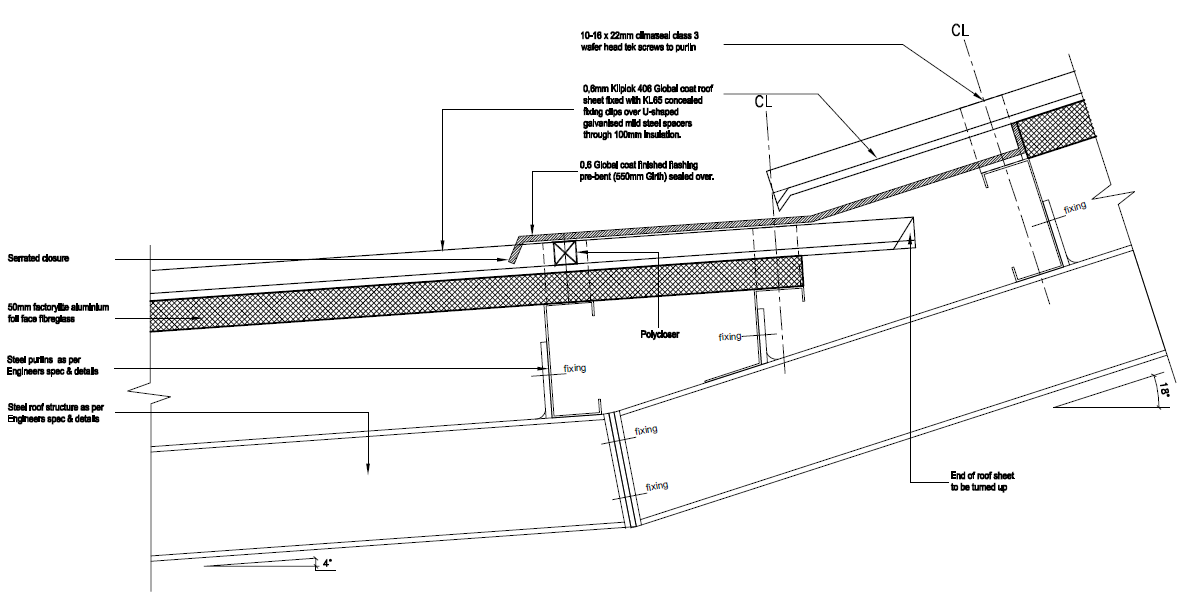 CL
10-16 x 22mm climaseal class 3
wafer head tek screws to purlin
0,6mm Kliplok 406 Global coat roof
sheet fixed with KL65 concealed
fixing clips over U-shaped
galvanised mild steel spacers
through 100mm insulation.
CL
0.6 Global coat finished flashing
pre-bent (550mm Girth) sealed over.
fixing
Serrated closure
50mm factorylite aluminium
foil face fibreglass
Polycloser
fixing
Steel purlins as per
Engineers spec & details
fixing
18°
Steel roof structure as per
Engineers spec & details
fixing
fixing
End of roof sheet
to be turned up
4°